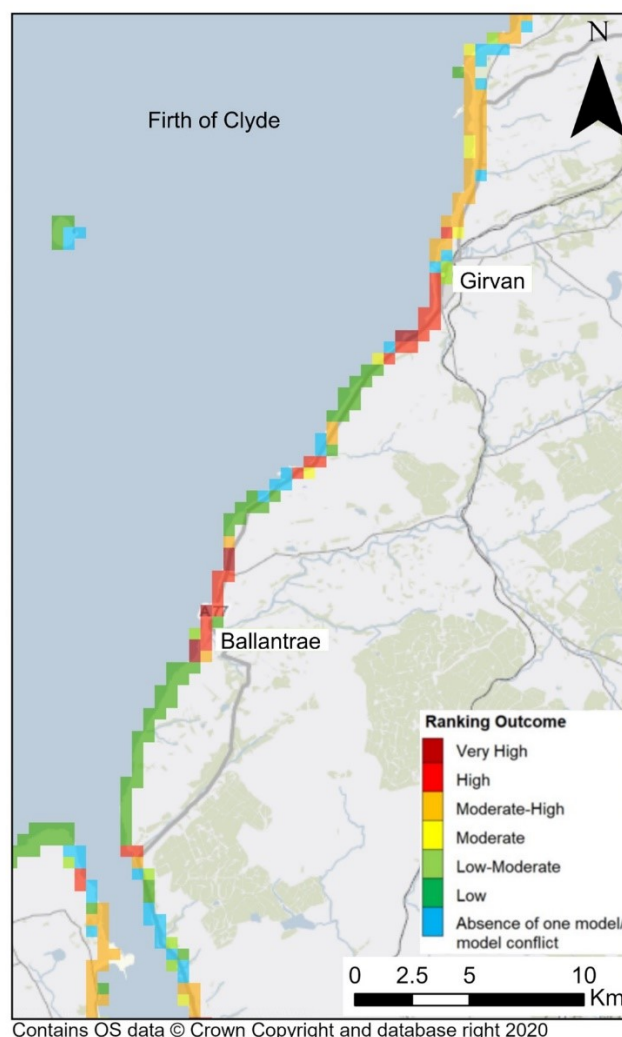 N
Firth of Clyde
Girvan
A77
Ballantrae
Ranking Outcome
Very High
High
Moderate-High
Moderate
Low-Moderate
Low
Absence of one model/
model conflict
0 2.5 5 10
Km
Contains OS data © Crown Copyright and database right 2020